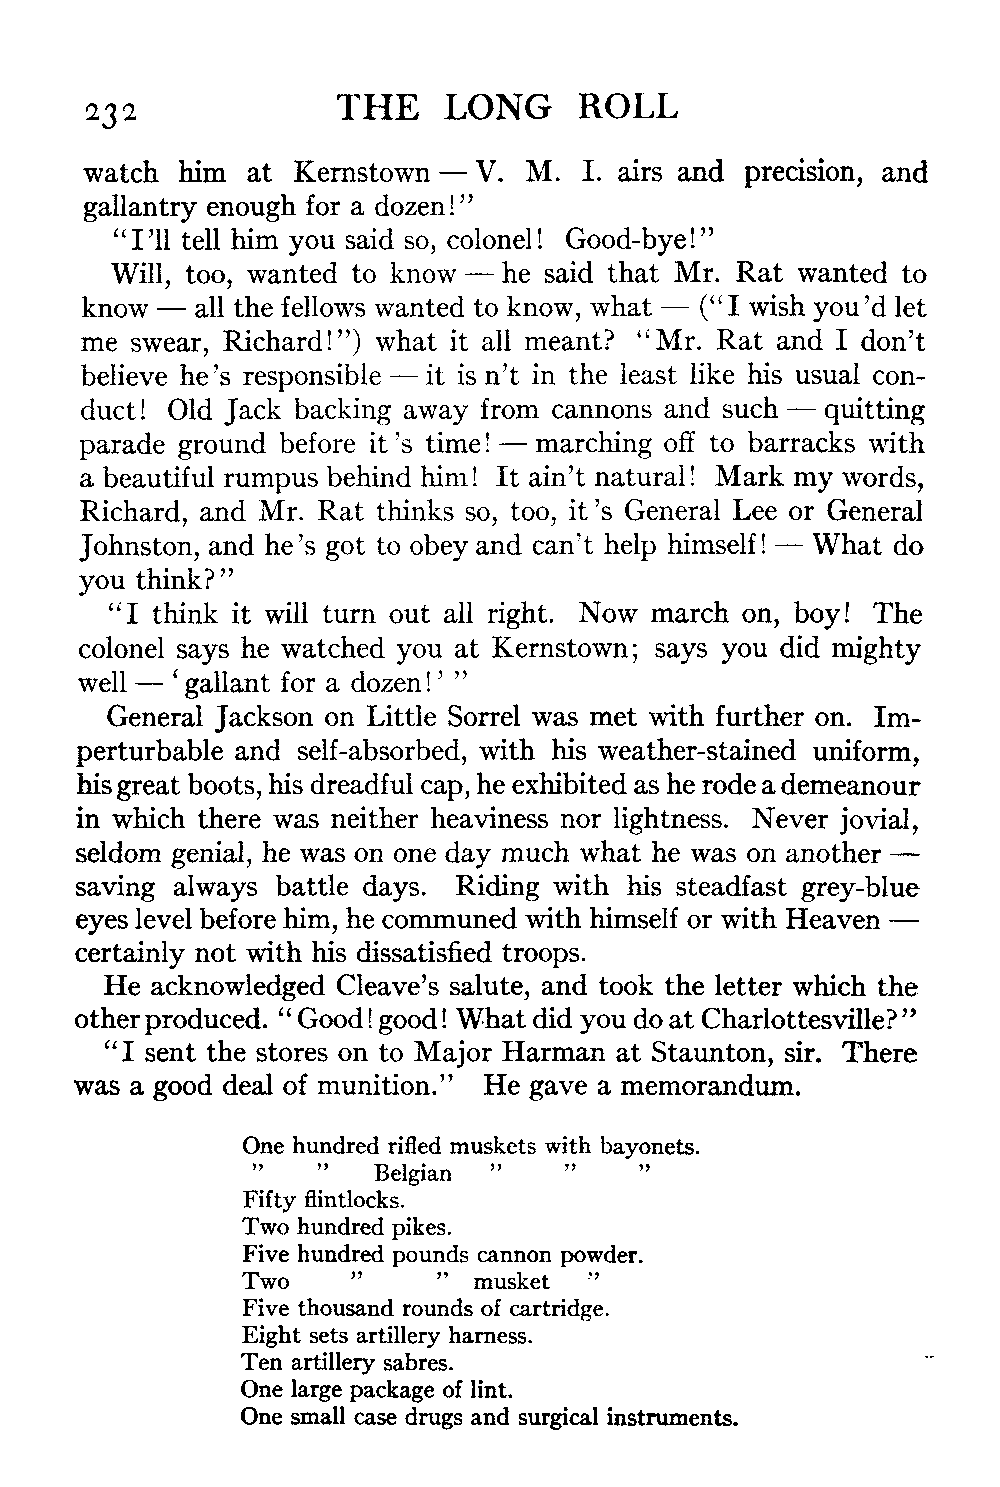 232 THE LONG ROLL
watch him at Kernstown — V. M. I. airs and precision, and
gallantry enough for a dozen!”
“I’ll tell him you said so, colonel! Good-bye!”
Will, too, wanted to know — he said that Mr. Rat wanted to
know — all the fellows wanted to know, what — (“I wish you’d let
me swear, Richard!”) what it all meant? “Mr. Rat and I don’t
believe he’s responsible — it is n’t in the least like his usual con-
duct! Old Jack backing away from cannons and such — quitting
parade ground before it ’s time! — marching off to barracks with
a beautiful rumpus behind him! It ain’t natural! Mark my words,
Richard, and Mr. Rat thinks so, too, it ’s General Lee or General
Johnston, and he’s got to obey and can’t help himself! — What do
you think?”
“I think it will turn out all right. Now march on, boy! The
colonel says he watched you at Kernstown; says you did mighty
well — ‘gallant for a dozen!’ ”
General Jackson on Little Sorrel was met with further on. Im-
perturbable and self-absorbed, with his weather-stained uniform,
his great boots, his dreadful cap, he exhibited as he rode a demeanour
in which there was neither heaviness nor lightness. Never jovial,
seldom genial, he was on one day much what he was on another —
saving always battle days. Riding with his steadfast grey-blue
eyes level before him, he communed with himself or with Heaven —
certainly not with his dissatisfied troops.
He acknowledged Cleave’s salute, and took the letter which the
other produced. “Good! good! What did you do at Charlottesville?”
“I sent the stores on to Major Harman at Staunton, sir. There
was a good deal of munition.” He gave a memorandum.
One hundred rifled muskets with bayonets.
” ” Belgian ” ” ”
Fifty flintlocks.
Two hundred pikes.
Five hundred pounds cannon powder.
Two ” ” musket ”
Five thousand rounds of cartridge.
Eight sets artillery harness.
Ten artillery sabres.
One large package of lint.
One small case drugs and surgical instruments.